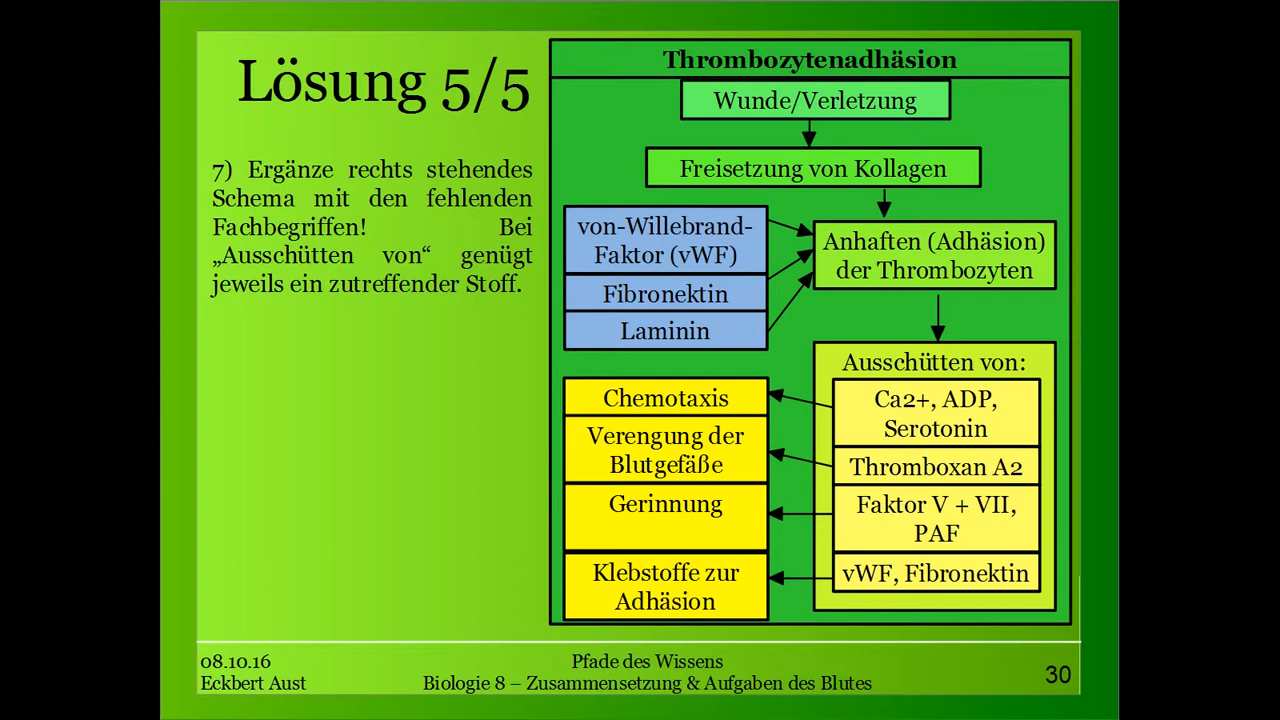 Lösung 5/5
7) Ergänze rechts stehendes
Schema mit den fehlenden
Fachbegriffen! Bei
„Ausschütten von“ genügt
jeweils ein zutreffender Stoff.
Thrombozytenadhäsion
Wunde/Verletzung
Freisetzung von Kollagen
von-Willebrand-
Faktor (vWF)
Fibronektin
Laminin
Anhaften (Adhäsion)
der Thrombozyten
Ausschütten von:
Ca2+, ADP,
Serotonin
Thromboxan A2
Faktor V + VII,
PAF
vWF, Fibronektin
Chemotaxis
Verengung der
Blutgefäße
Gerinnung
Klebstoffe zur
Adhäsion
08.10.16
Eckbert Aust
Pfade des Wissens
Biologie 8 – Zusammensetzung & Aufgaben des Blutes
30